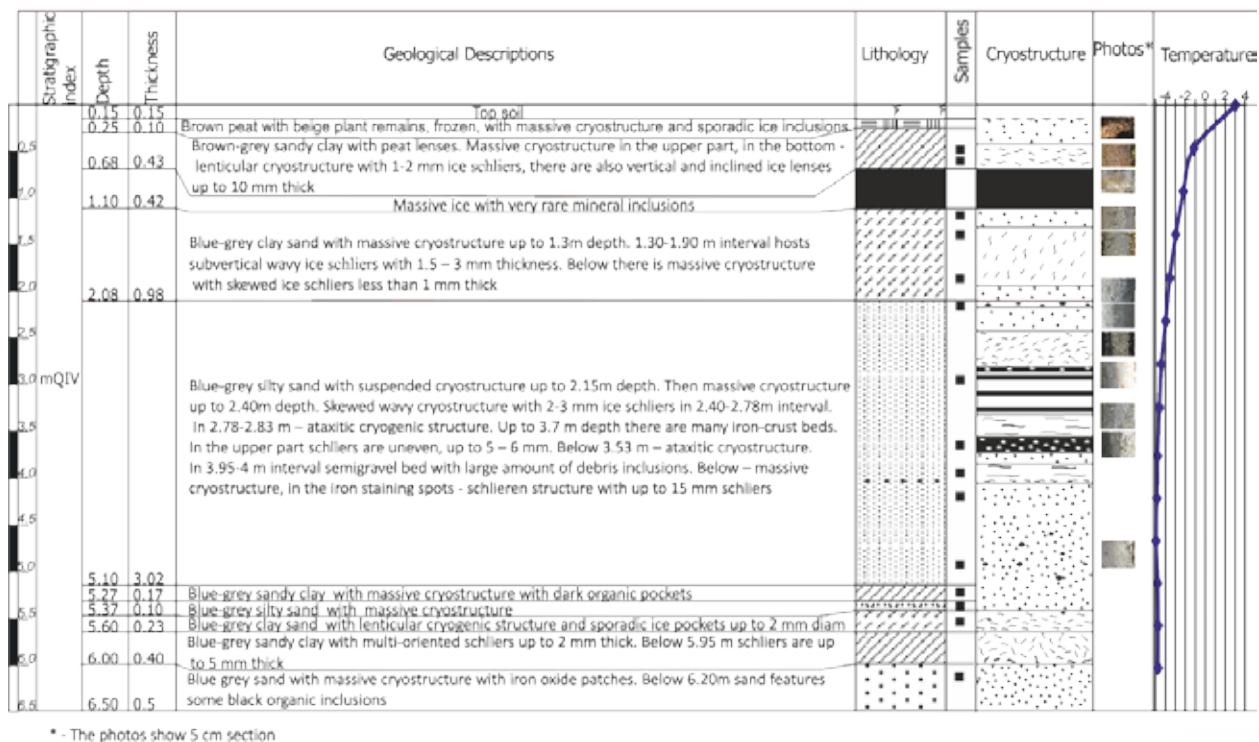 Stratigraphic index
Depth
Thickness
Geological Descriptions
Lithology
Samples
Cryostructure
Photos*
Temperatures
-4 -2 0 2 4
0.15 0.15 Top soil
0.25 0.10 Brown peat with beige plant remains, frozen, with massive cryostructure and sporadic ice inclusions
0.5
Brown-grey sandy clay with peat lenses. Massive cryostructure in the upper part, in the bottom -
0.68 0.43 lenticular cryostructure with 1-2 mm ice schliers, there are also vertical and inclined ice lenses
up to 10 mm thick
1.0
1.10 0.42 Massive ice with very rare mineral inclusions
1.5
Blue-grey clay sand with massive cryostructure up to 1.3m depth. 1.30-1.90 m interval hosts
subvertical wavy ice schliers with 1.5 – 3 mm thickness. Below there is massive cryostructure
with skewed ice schliers less than 1 mm thick
2.0
2.08 0.98
2.5
3.0 mQIV
Blue-grey silty sand with suspended cryostructure up to 2.15m depth. Then massive cryostructure
up to 2.40m depth. Skewed wavy cryostructure with 2-3 mm ice schliers in 2.40-2.78m interval.
In 2.78-2.83 m – ataxitic cryogenic structure. Up to 3.7 m depth there are many iron-crust beds.
3.5
In the upper part schliers are uneven, up to 5 – 6 mm. Below 3.53 m – ataxitic cryostructure.
In 3.95-4 m interval semigravel bed with large amount of debris inclusions. Below – massive
4.0
cryostructure, in the iron staining spots - schlieren structure with up to 15 mm schliers
4.5
5.0
5.10 3.02
5.27 0.17 Blue-grey sandy clay with massive cryostructure with dark organic pockets
5.37 0.10 Blue-grey silty sand with massive cryostructure
5.5
5.60 0.23 Blue-grey clay sand with lenticular cryogenic structure and sporadic ice pockets up to 2 mm diam
Blue-grey sandy clay with multi-oriented schliers up to 2 mm thick. Below 5.95 m schliers are up
6.0
6.00 0.40 to 5 mm thick
Blue grey sand with massive cryostructure with iron oxide patches. Below 6.20m sand features
6.5
6.50 0.5 some black organic inclusions
* - The photos show 5 cm section